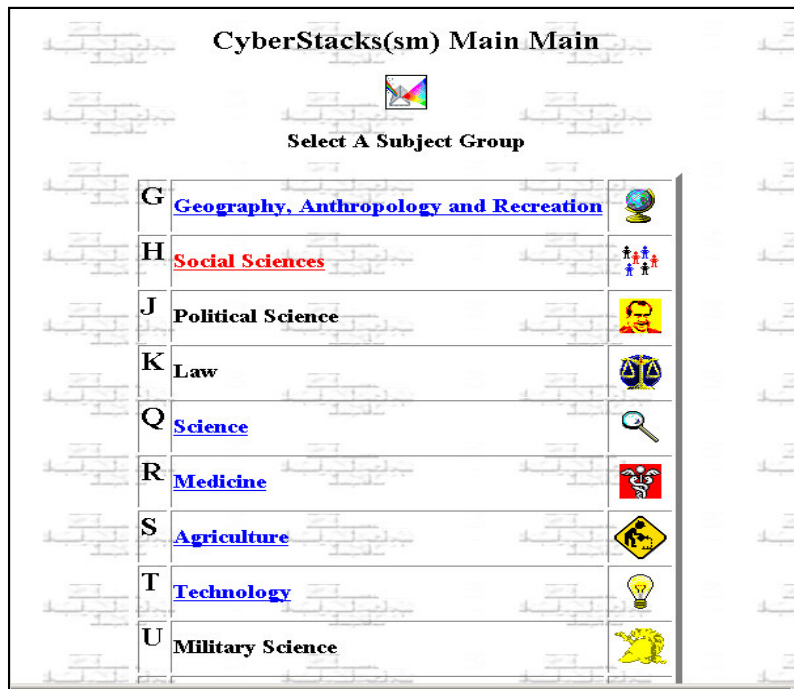 CyberStacks(sm) Main Main
Select A Subject Group
G Geography, Anthropology and Recreation
H Social Sciences
J Political Science
K Law
Q Science
R Medicine
S Agriculture
T Technology
U Military Science